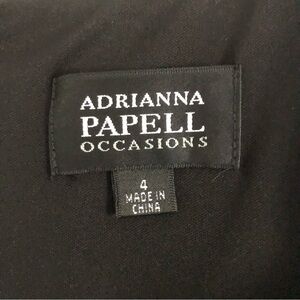 ADRIANNA
PAPELL
OCCASIONS
4
MADE IN
CHINA